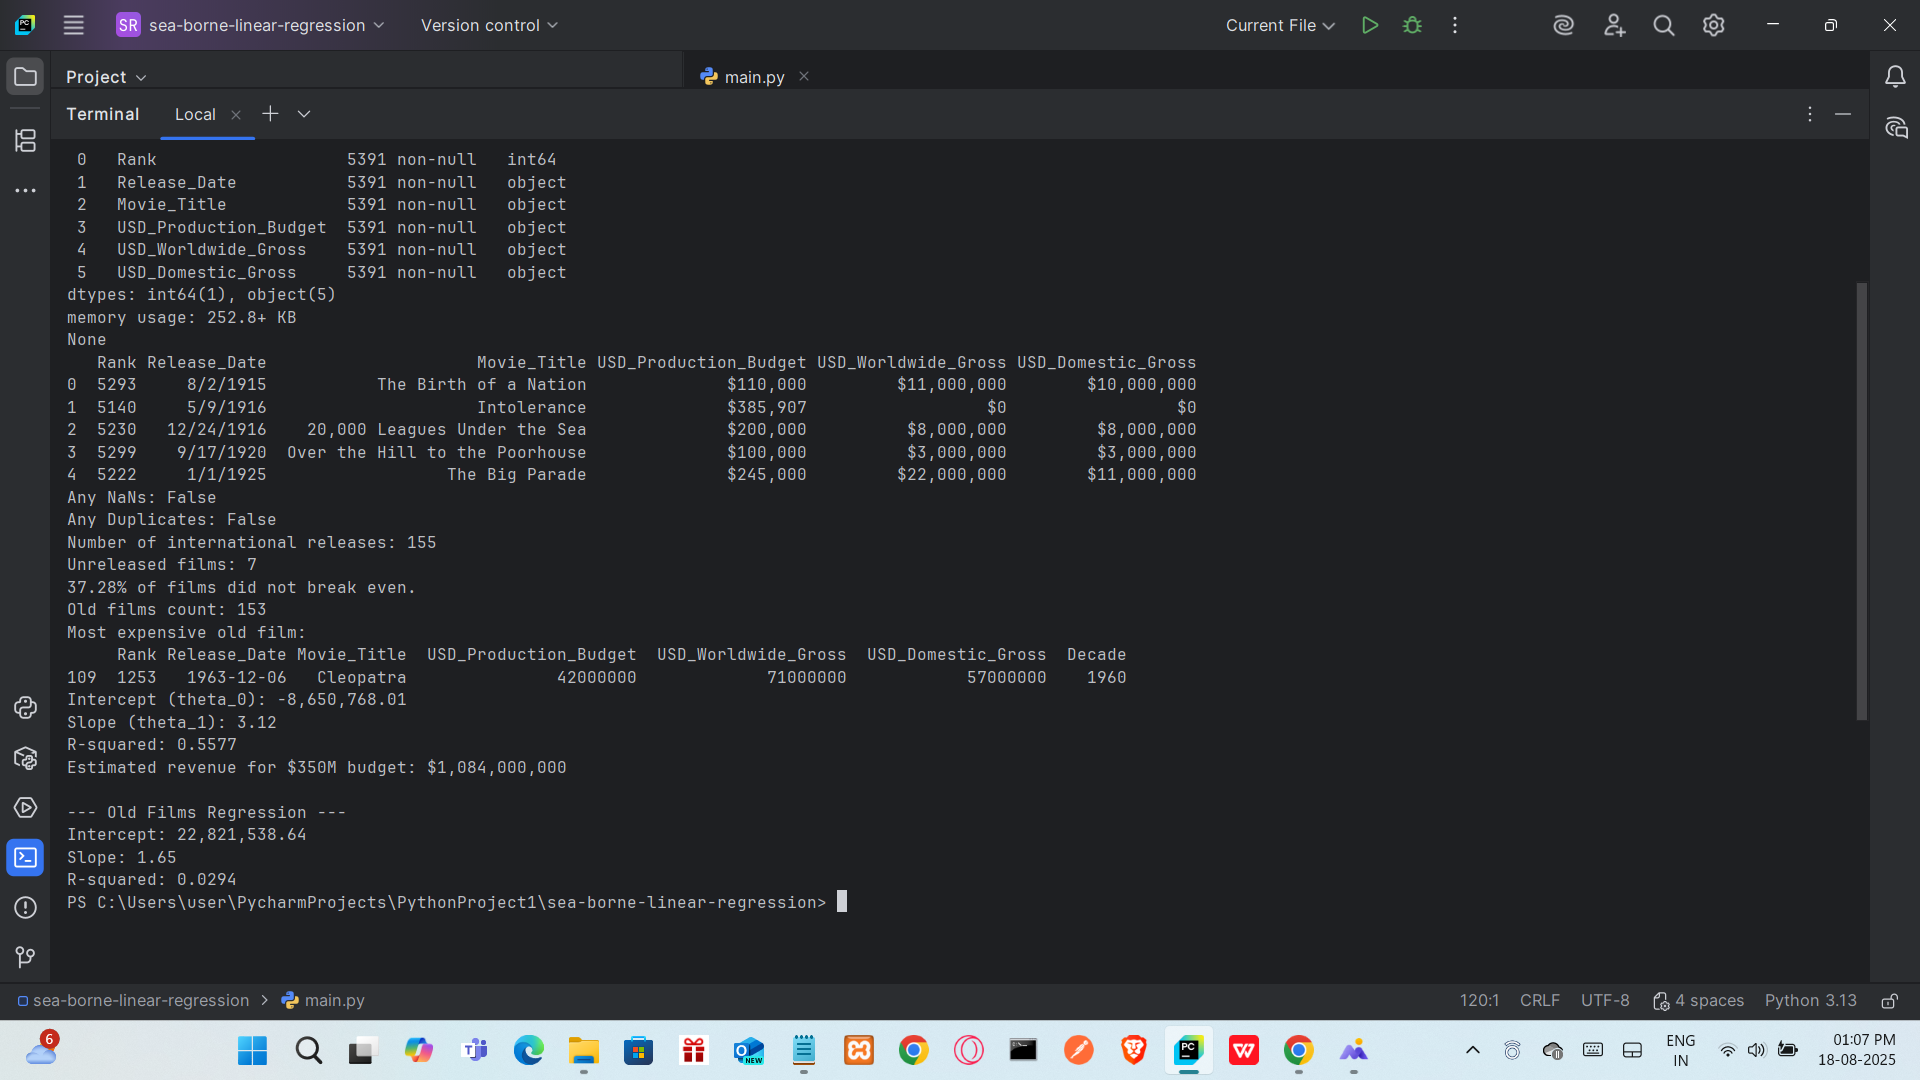 SR sea-borne-linear-regression Version control Current File
Project main.py
Terminal Local
0 Rank 5391 non-null int64
1 Release_Date 5391 non-null object
2 Movie_Title 5391 non-null object
3 USD_Production_Budget 5391 non-null object
4 USD_Worldwide_Gross 5391 non-null object
5 USD_Domestic_Gross 5391 non-null object
dtypes: int64(1), object(5)
memory usage: 252.8+ KB
None
Rank Release_Date Movie_Title USD_Production_Budget USD_Worldwide_Gross USD_Domestic_Gross
0 5293 8/2/1915 The Birth of a Nation $110,000 $11,000,000 $10,000,000
1 5140 5/9/1916 Intolerance $385,907 $0 $0
2 5230 12/24/1916 20,000 Leagues Under the Sea $200,000 $8,000,000 $8,000,000
3 5299 9/17/1920 Over the Hill to the Poorhouse $100,000 $3,000,000 $3,000,000
4 5222 1/1/1925 The Big Parade $245,000 $22,000,000 $11,000,000
Any NaNs: False
Any Duplicates: False
Number of international releases: 155
Unreleased films: 7
37.28% of films did not break even.
Old films count: 153
Most expensive old film:
Rank Release_Date Movie_Title USD_Production_Budget USD_Worldwide_Gross USD_Domestic_Gross Decade
109 1253 1963-12-06 Cleopatra 42000000 71000000 57000000 1960
Intercept (theta_0): -8,650,768.01
Slope (theta_1): 3.12
R-squared: 0.5577
Estimated revenue for $350M budget: $1,084,000,000
--- Old Films Regression ---
Intercept: 22,821,538.64
Slope: 1.65
R-squared: 0.0294
PS C:\Users\user\PycharmProjects\PythonProject1\sea-borne-linear-regression>
sea-borne-linear-regression > main.py 120:1 CRLF UTF-8 4 spaces Python 3.13
6 ENG 01:07 PM
IN 18-08-2025